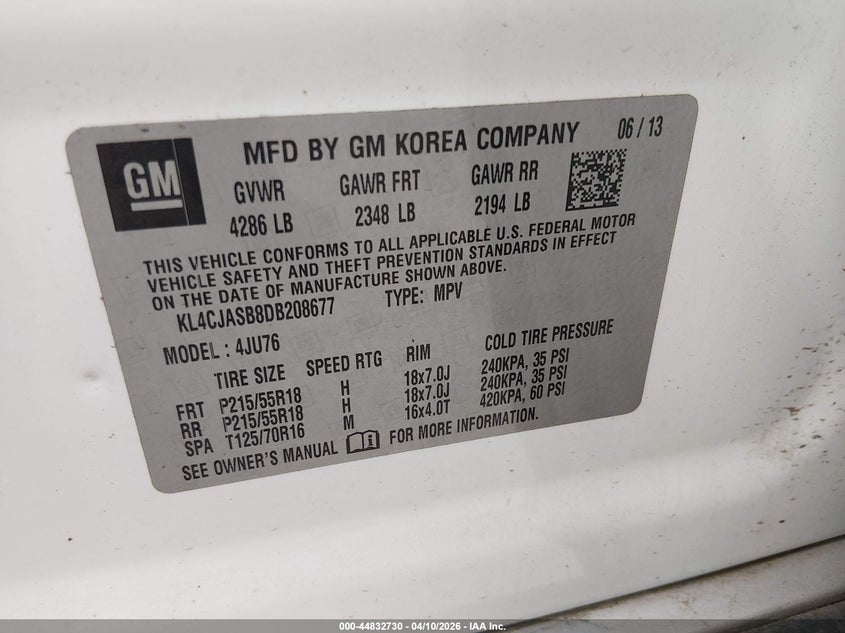 GM
MFD BY GM KOREA COMPANY 06 / 13
GVWR GAWR FRT GAWR RR
4286 LB 2348 LB 2194 LB
THIS VEHICLE CONFORMS TO ALL APPLICABLE U.S. FEDERAL MOTOR
VEHICLE SAFETY AND THEFT PREVENTION STANDARDS IN EFFECT
ON THE DATE OF MANUFACTURE SHOWN ABOVE.
KL4CJASB8DB208677 TYPE: MPV
MODEL : 4JU76
TIRE SIZE SPEED RTG RIM COLD TIRE PRESSURE
FRT P215/55R18 H 18x7.0J 240KPA, 35 PSI
RR P215/55R18 H 18x7.0J 240KPA, 35 PSI
SPA T125/70R16 M 16x4.0T 420KPA, 60 PSI
SEE OWNER'S MANUAL FOR MORE INFORMATION.
000-44832730 - 04/10/2026 - IAA Inc.